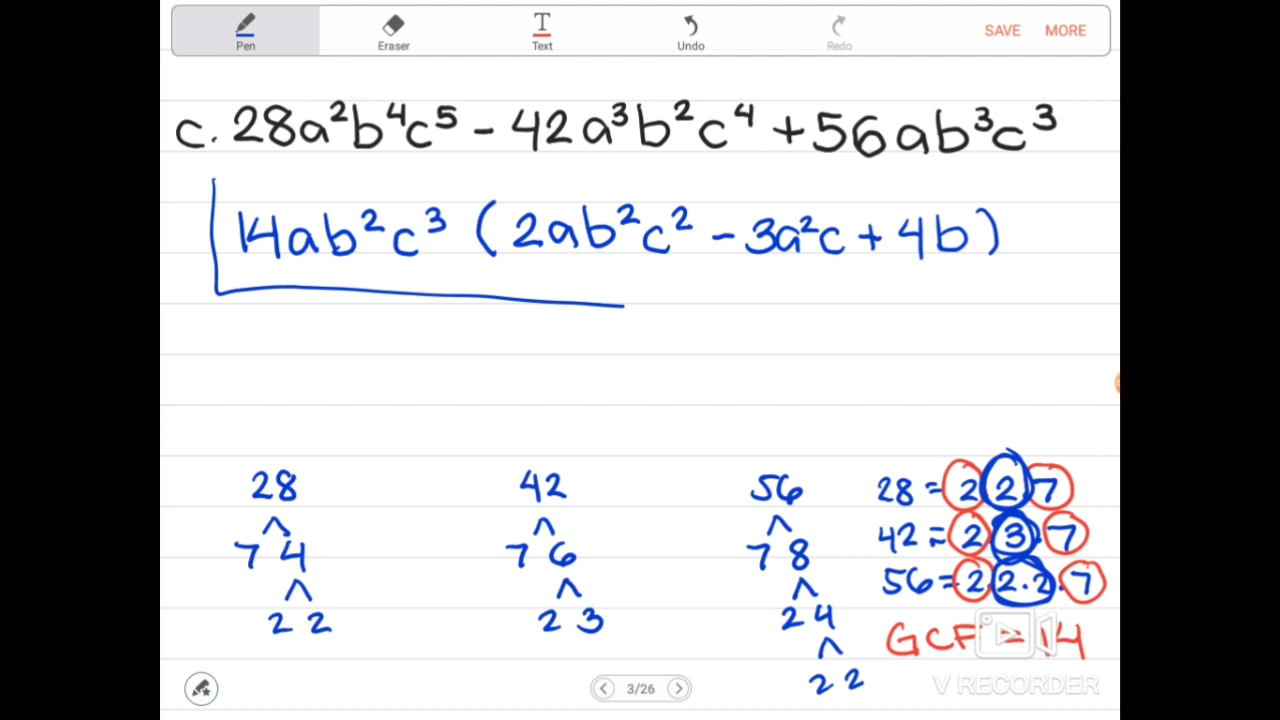 Pen Eraser Text Undo Redo SAVE MORE
c. 28a²b⁴c⁵ - 42a³b²c⁴ + 56ab³c³
14ab²c³ (2ab²c² - 3a²c + 4b)
28
7 4
2 2
42
7 6
2 3
56
7 8
2 4
2 2
28 = 2 2 . 7
42 = 2 3 . 7
56 = 2 . 2 . 2 . 7
GCF = 14
3/26
V RECORDER